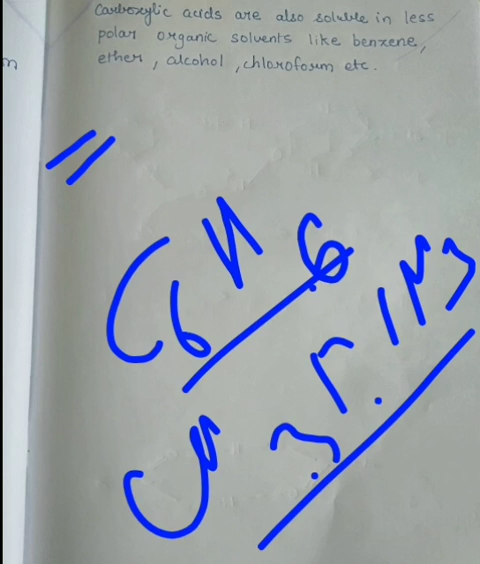 Carboxylic acids are also soluble in less
polar organic solvents like benzene,
ether, alcohol, chloroform etc.
C6H6